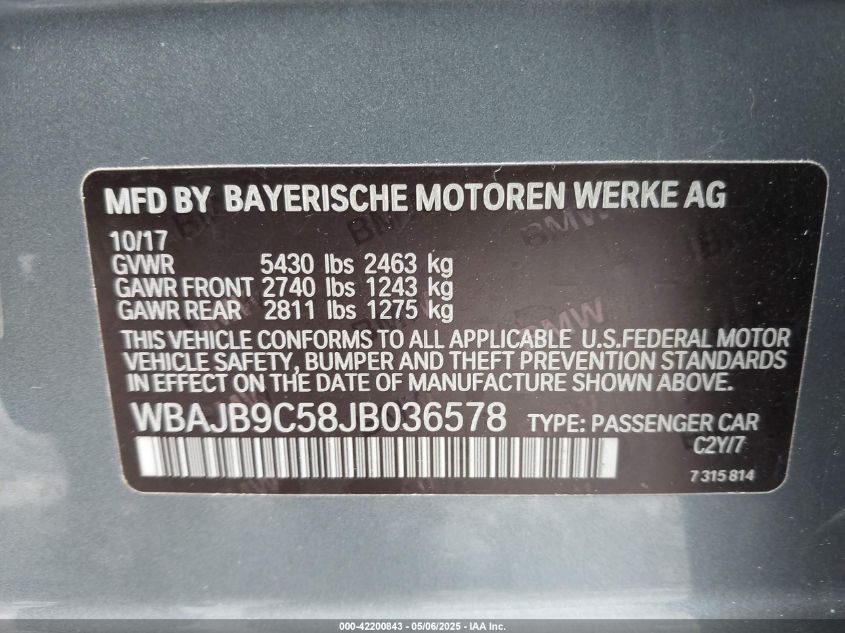 MFD BY BAYERISCHE MOTOREN WERKE AG
10/17
GVWR 5430 lbs 2463 kg
GAWR FRONT 2740 lbs 1243 kg
GAWR REAR 2811 lbs 1275 kg
THIS VEHICLE CONFORMS TO ALL APPLICABLE U.S.FEDERAL MOTOR
VEHICLE SAFETY, BUMPER AND THEFT PREVENTION STANDARDS
IN EFFECT ON THE DATE OF MANUFACTURE SHOWN ABOVE.
WBAJB9C58JB036578 TYPE: PASSENGER CAR
C2Y/7
7315814
000-42200843 - 05/06/2025 - IAA Inc.